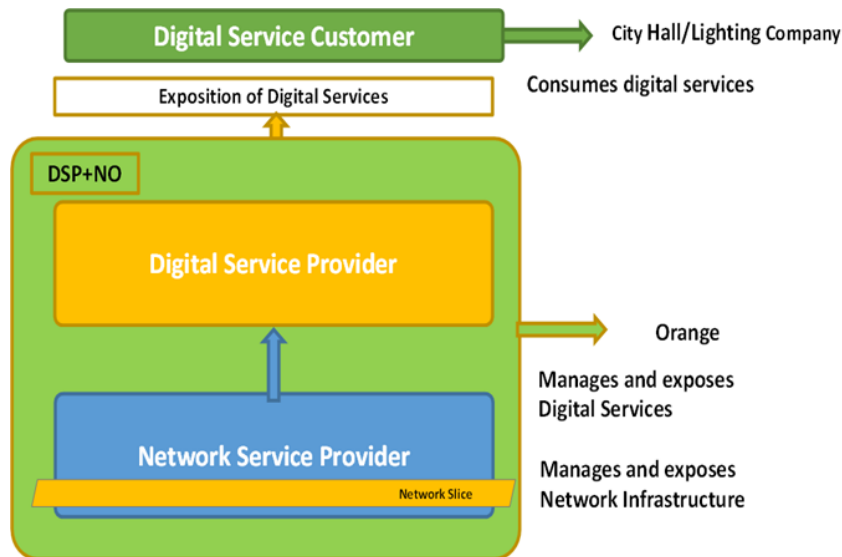 Digital Service Customer
City Hall/Lighting Company
Exposition of Digital Services
Consumes digital services
DSP+NO
Digital Service Provider
Orange
Manages and exposes
Digital Services
Network Service Provider
Manages and exposes
Network Infrastructure
Network Slice